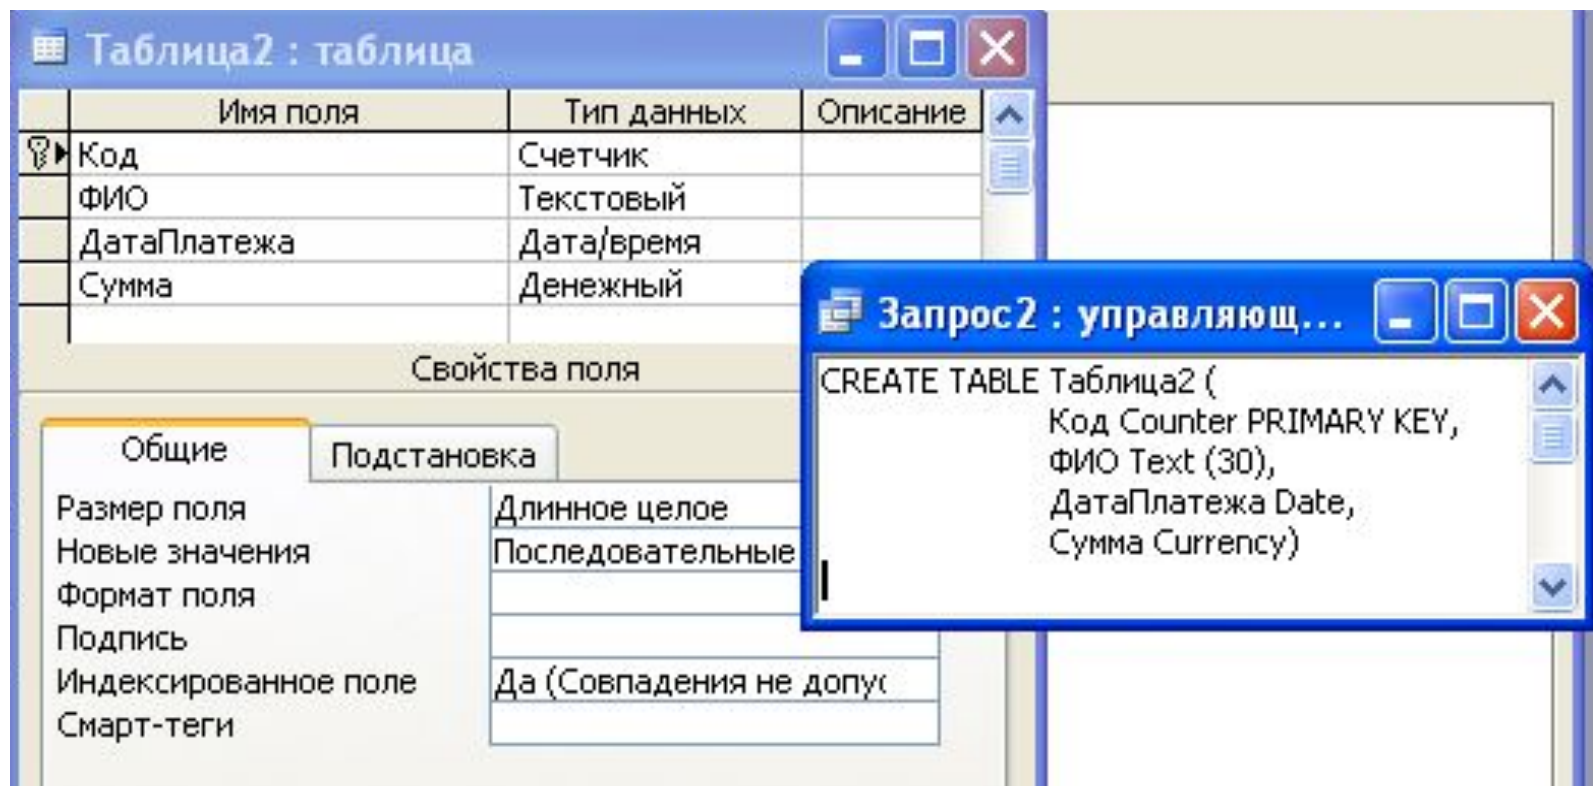 Таблица2 : таблица
Имя поля Тип данных Описание
Код Счетчик
ФИО Текстовый
ДатаПлатежа Дата/время
Сумма Денежный
Свойства поля
Общие Подстановка
Размер поля Длинное целое
Новые значения Последовательные
Формат поля
Подпись
Индексированное поле Да (Совпадения не допус
Смарт-теги
Запрос2 : управляющ...
CREATE TABLE Таблица2 (
Код Counter PRIMARY KEY,
ФИО Text (30),
ДатаПлатежа Date,
Сумма Currency)